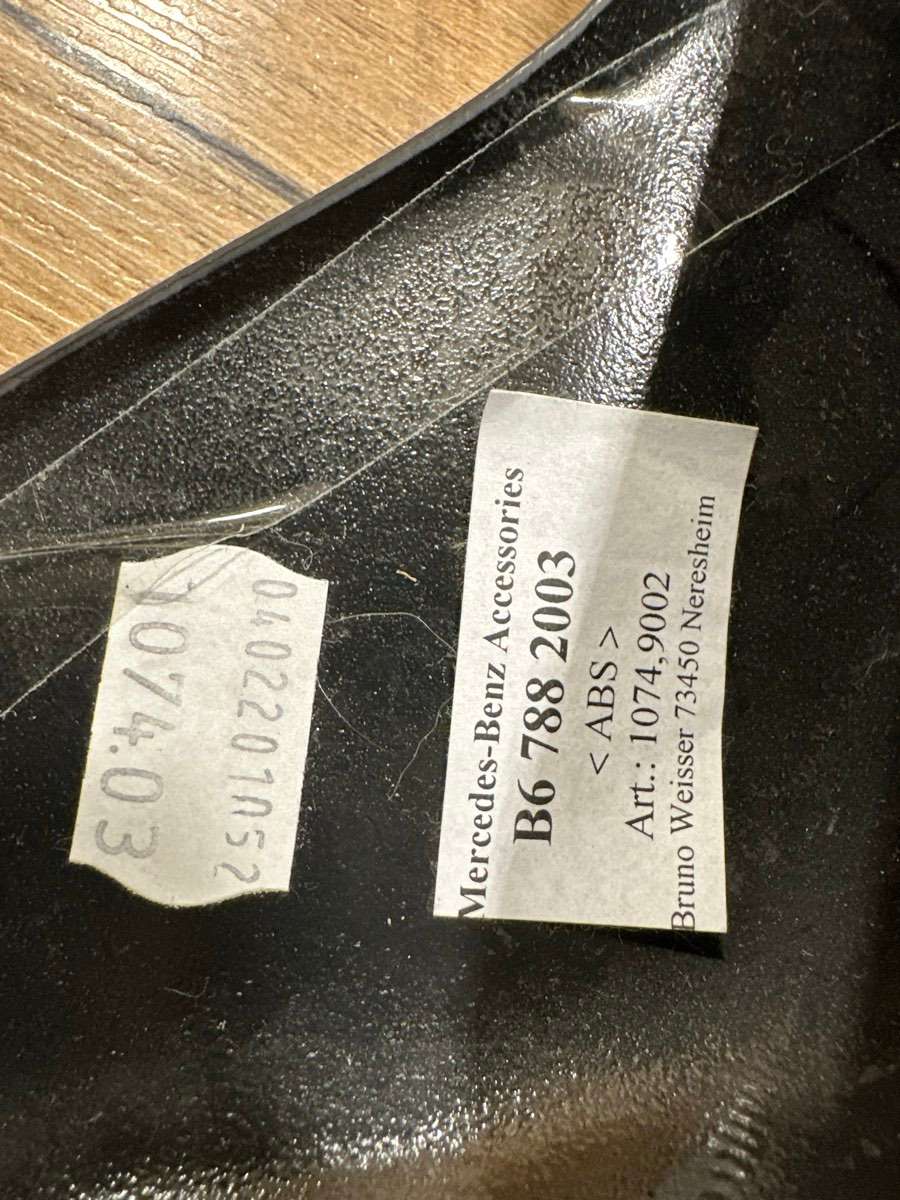 Mercedes-Benz Accessories
B6 788 2003
< ABS >
Art.: 1074,9002
Bruno Weisser 73450 Neresheim
0402201052
1074.03